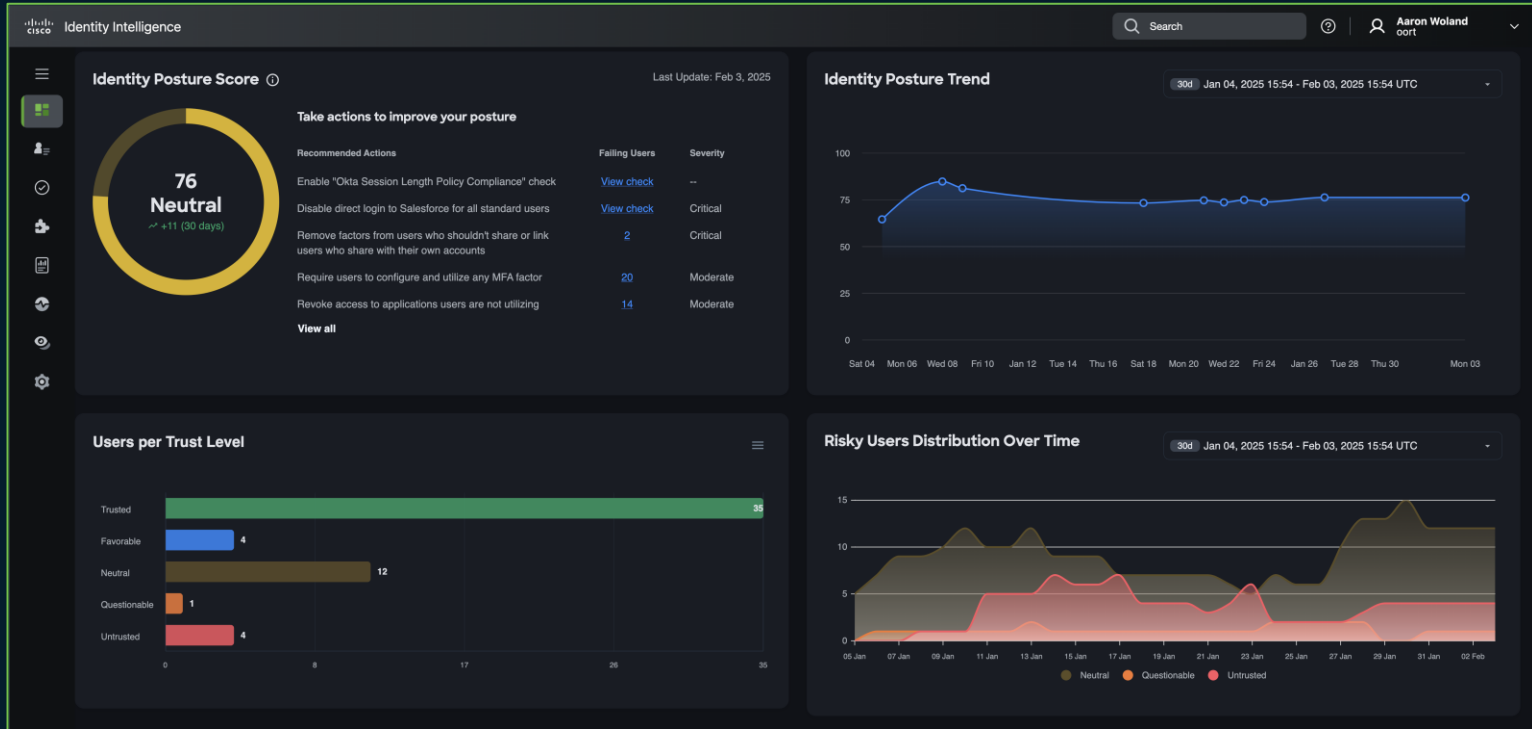 CISCO Identity Intelligence
Search
Aaron Woland
oort
Identity Posture Score
Last Update: Feb 3, 2025
76
Neutral
+11 (30 days)
Take actions to improve your posture
Recommended Actions Failing Users Severity
Enable "Okta Session Length Policy Compliance" check View check --
Disable direct login to Salesforce for all standard users View check Critical
Remove factors from users who shouldn't share or link 2 Critical
users who share with their own accounts
Require users to configure and utilize any MFA factor 20 Moderate
Revoke access to applications users are not utilizing 14 Moderate
View all
Identity Posture Trend
30d Jan 04, 2025 15:54 - Feb 03, 2025 15:54 UTC
100
75
50
25
0
Sat 04 Mon 06 Wed 08 Fri 10 Jan 12 Tue 14 Thu 16 Sat 18 Mon 20 Wed 22 Fri 24 Jan 26 Tue 28 Thu 30 Mon 03
Users per Trust Level
Trusted 35
Favorable 4
Neutral 12
Questionable 1
Untrusted 4
0 8 17 26 35
Risky Users Distribution Over Time
30d Jan 04, 2025 15:54 - Feb 03, 2025 15:54 UTC
15
10
5
0
05 Jan 07 Jan 09 Jan 11 Jan 13 Jan 15 Jan 17 Jan 19 Jan 21 Jan 23 Jan 25 Jan 27 Jan 29 Jan 31 Jan 02 Feb
Neutral Questionable Untrusted